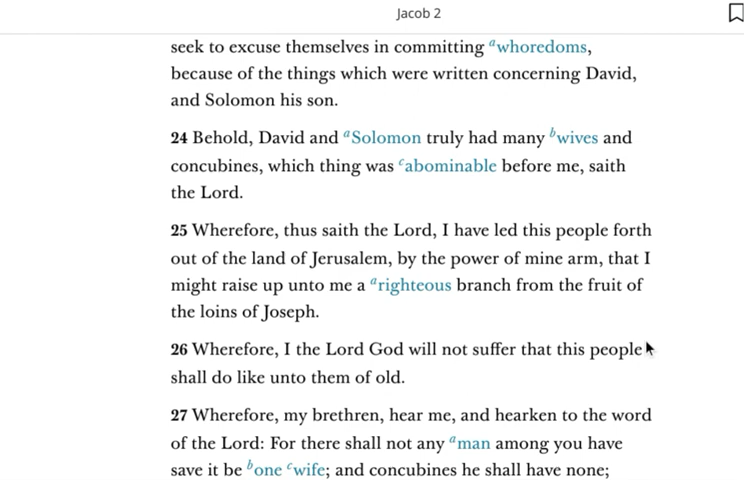 Jacob 2
seek to excuse themselves in committing ᵃwhoredoms,
because of the things which were written concerning David,
and Solomon his son.
24 Behold, David and ᵃSolomon truly had many ᵇwives and
concubines, which thing was ᶜabominable before me, saith
the Lord.
25 Wherefore, thus saith the Lord, I have led this people forth
out of the land of Jerusalem, by the power of mine arm, that I
might raise up unto me a ᵃrighteous branch from the fruit of
the loins of Joseph.
26 Wherefore, I the Lord God will not suffer that this people
shall do like unto them of old.
27 Wherefore, my brethren, hear me, and hearken to the word
of the Lord: For there shall not any ᵃman among you have
save it be ᵇone ᶜwife; and concubines he shall have none;